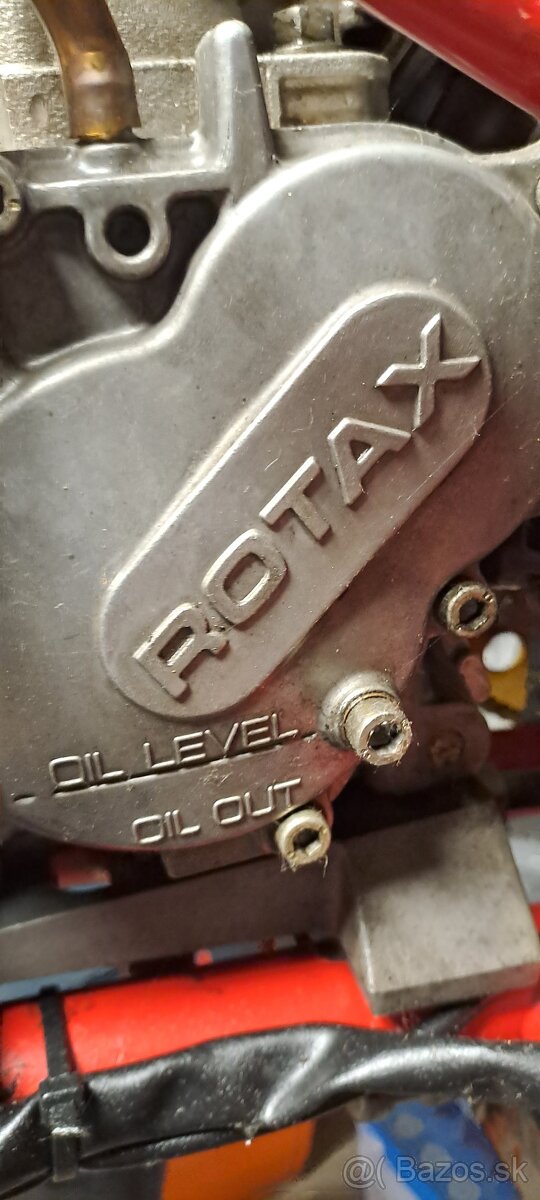 ROTAX
OIL LEVEL
OIL OUT
@( Bazos.sk